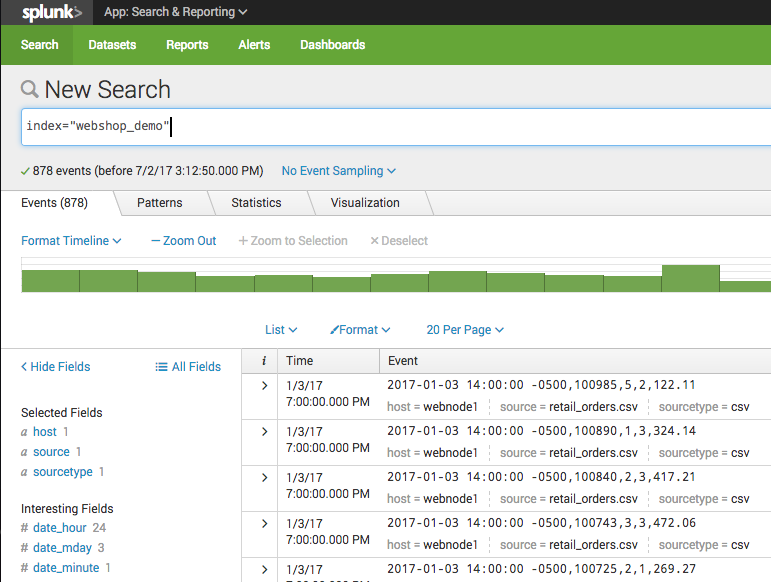 splunk> App: Search & Reporting
Search Datasets Reports Alerts Dashboards
New Search
index="webshop_demo"
878 events (before 7/2/17 3:12:50.000 PM) No Event Sampling
Events (878) Patterns Statistics Visualization
Format Timeline — Zoom Out + Zoom to Selection × Deselect
List Format 20 Per Page
< Hide Fields All Fields i Time Event
Selected Fields
a host 1
a source 1
a sourcetype 1
Interesting Fields
# date_hour 24
# date_mday 3
# date_minute 1
> 1/3/17 2017-01-03 14:00:00 -0500,100985,5,2,122.11
7:00:00.000 PM host = webnode1 source = retail_orders.csv sourcetype = csv
> 1/3/17 2017-01-03 14:00:00 -0500,100890,1,3,324.14
7:00:00.000 PM host = webnode1 source = retail_orders.csv sourcetype = csv
> 1/3/17 2017-01-03 14:00:00 -0500,100840,2,3,417.21
7:00:00.000 PM host = webnode1 source = retail_orders.csv sourcetype = csv
> 1/3/17 2017-01-03 14:00:00 -0500,100743,3,3,472.06
7:00:00.000 PM host = webnode1 source = retail_orders.csv sourcetype = csv
> 1/3/17 2017-01-03 14:00:00 -0500,100725,2,1,269.27